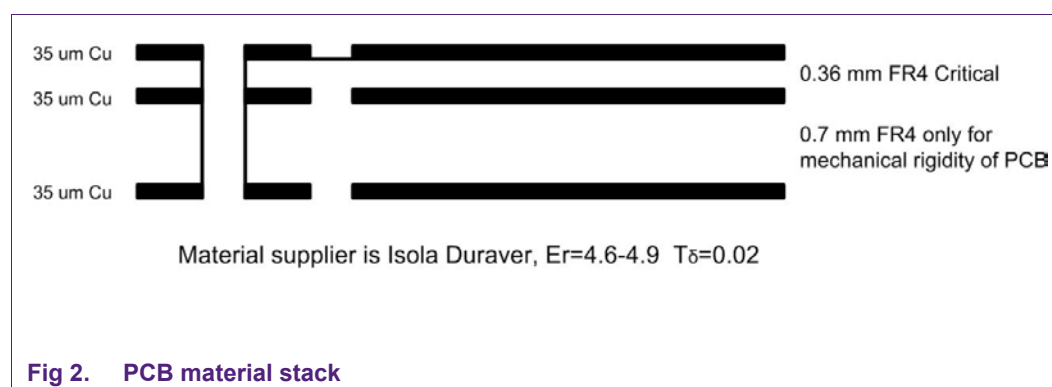 35 um Cu
0.36 mm FR4 Critical
35 um Cu
0.7 mm FR4 only for
mechanical rigidity of PCB
35 um Cu
Material supplier is Isola Duraver, Er=4.6-4.9 Tδ=0.02
Fig 2. PCB material stack